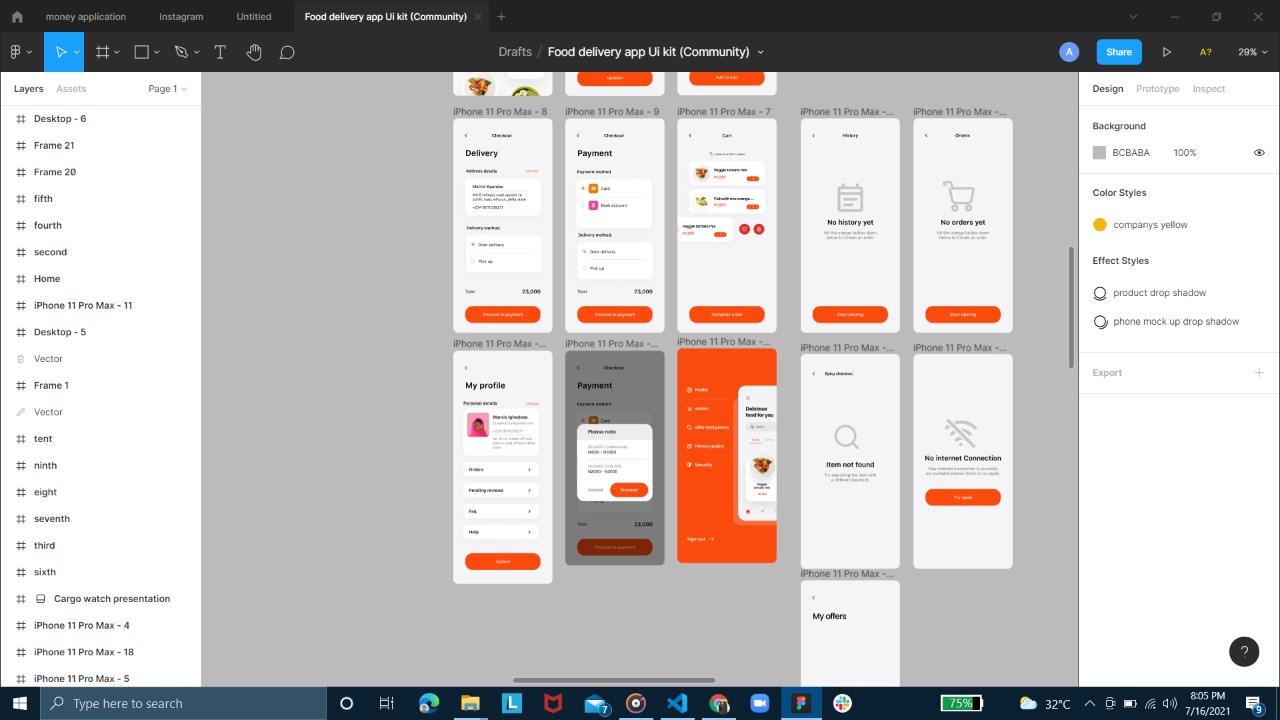 money application
Instagram
Untitled
Food delivery app Ui kit (Community)
Drafts / Food delivery app Ui kit (Community)
A
Share
A?
29%
Assets
Page 1
Desktop - 6
Frame 21
Frame 20
fifth
fourth
second
Home
iPhone 11 Pro Max - 11
Desktop - 5
Vector
Frame 1
Vector
tent
ninth
eight
seventh
third
sixth
Cargo watch presentation
iPhone 11 Pro Max - 4
iPhone 11 Pro Max - 18
iPhone 11 Pro Max - 5
Update
Add to cart
iPhone 11 Pro Max - 8
Checkout
Delivery
Address details
change
+234 9011039271
Delivery method.
Door delivery
Pick up
Total
23,000
Proceed to payment
iPhone 11 Pro Max - 9
Checkout
Payment
Payment method
Card
Bank account
Delivery method.
Door delivery
Pick up
Total
23,000
Proceed to payment
iPhone 11 Pro Max - 7
Cart
Veggie tomato mix
Veggie tomato mix
Complete order
iPhone 11 Pro Max -...
History
No history yet
Hit the orange button down
below to Create an order
Start odering
iPhone 11 Pro Max -...
Orders
No orders yet
Hit the orange button down
below to Create an order
Start odering
iPhone 11 Pro Max -...
My profile
Personal details
change
Marvis Ighedosa
Orders
Pending reviews
Faq
Help
Update
iPhone 11 Pro Max -...
Checkout
Payment
Payment method
Card
Please note
DELIVERY TO MAINLAND
N1000 - N2000
DELIVERY TO ISLAND
N2000 - N3000
Cancel
Proceed
Total
23,000
Proceed to payment
iPhone 11 Pro Max -...
Profile
orders
offer and promo
Privacy policy
Security
Sign-out
Delicious
food for you
Veggie
tomato mix
iPhone 11 Pro Max -...
Spicy chieckns
Item not found
Try searching the item with
a different keyword.
iPhone 11 Pro Max -...
No internet Connection
Your internet connection is currently
not available please check or try again.
Try again
iPhone 11 Pro Max -...
My offers
Design
Prototype
Inspect
Background
BCBABA
100%
Color Styles
companys yellow
Effect Styles
product drop shadow
phone mock up drop shadow
Export
?
Type here to search
7
75%
32°C
8:05 PM
7/16/2021
9